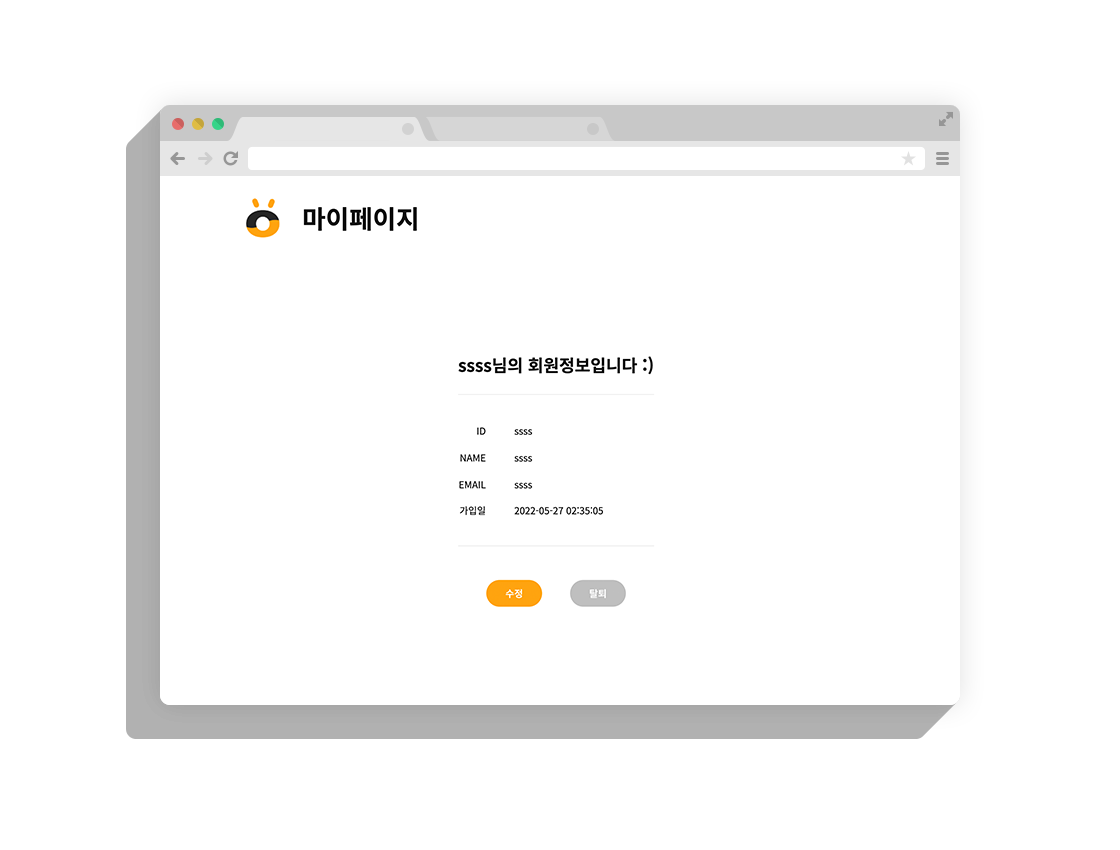 마이페이지
ssss님의 회원정보입니다 :)
ID ssss
NAME ssss
EMAIL ssss
가입일 2022-05-27 02:35:05
수정 탈퇴